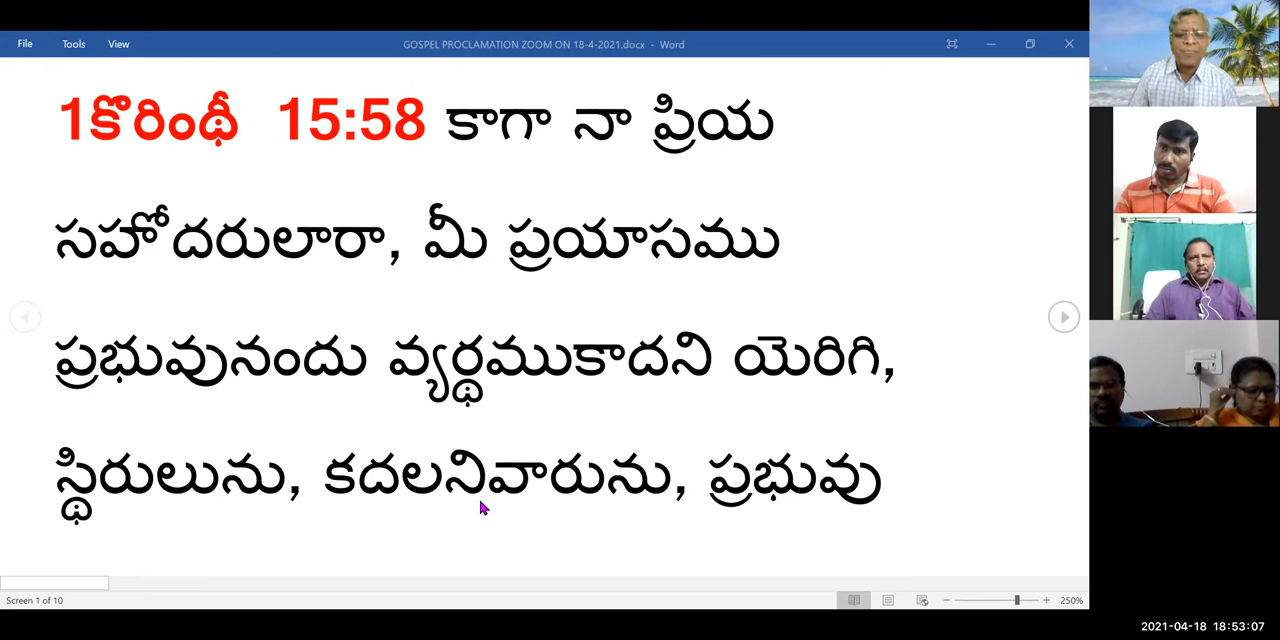 File Tools View GOSPEL PROCLAMATION ZOOM ON 18-4-2021.docx - Word
1కొరింథీ 15:58 కాగా నా ప్రియ
సహోదరులారా, మీ ప్రయాసము
ప్రభువునందు వ్యర్థముకాదని యెరిగి,
స్థిరులును, కదలనివారును, ప్రభువు
Screen 1 of 10 250%
2021-04-18 18:53:07